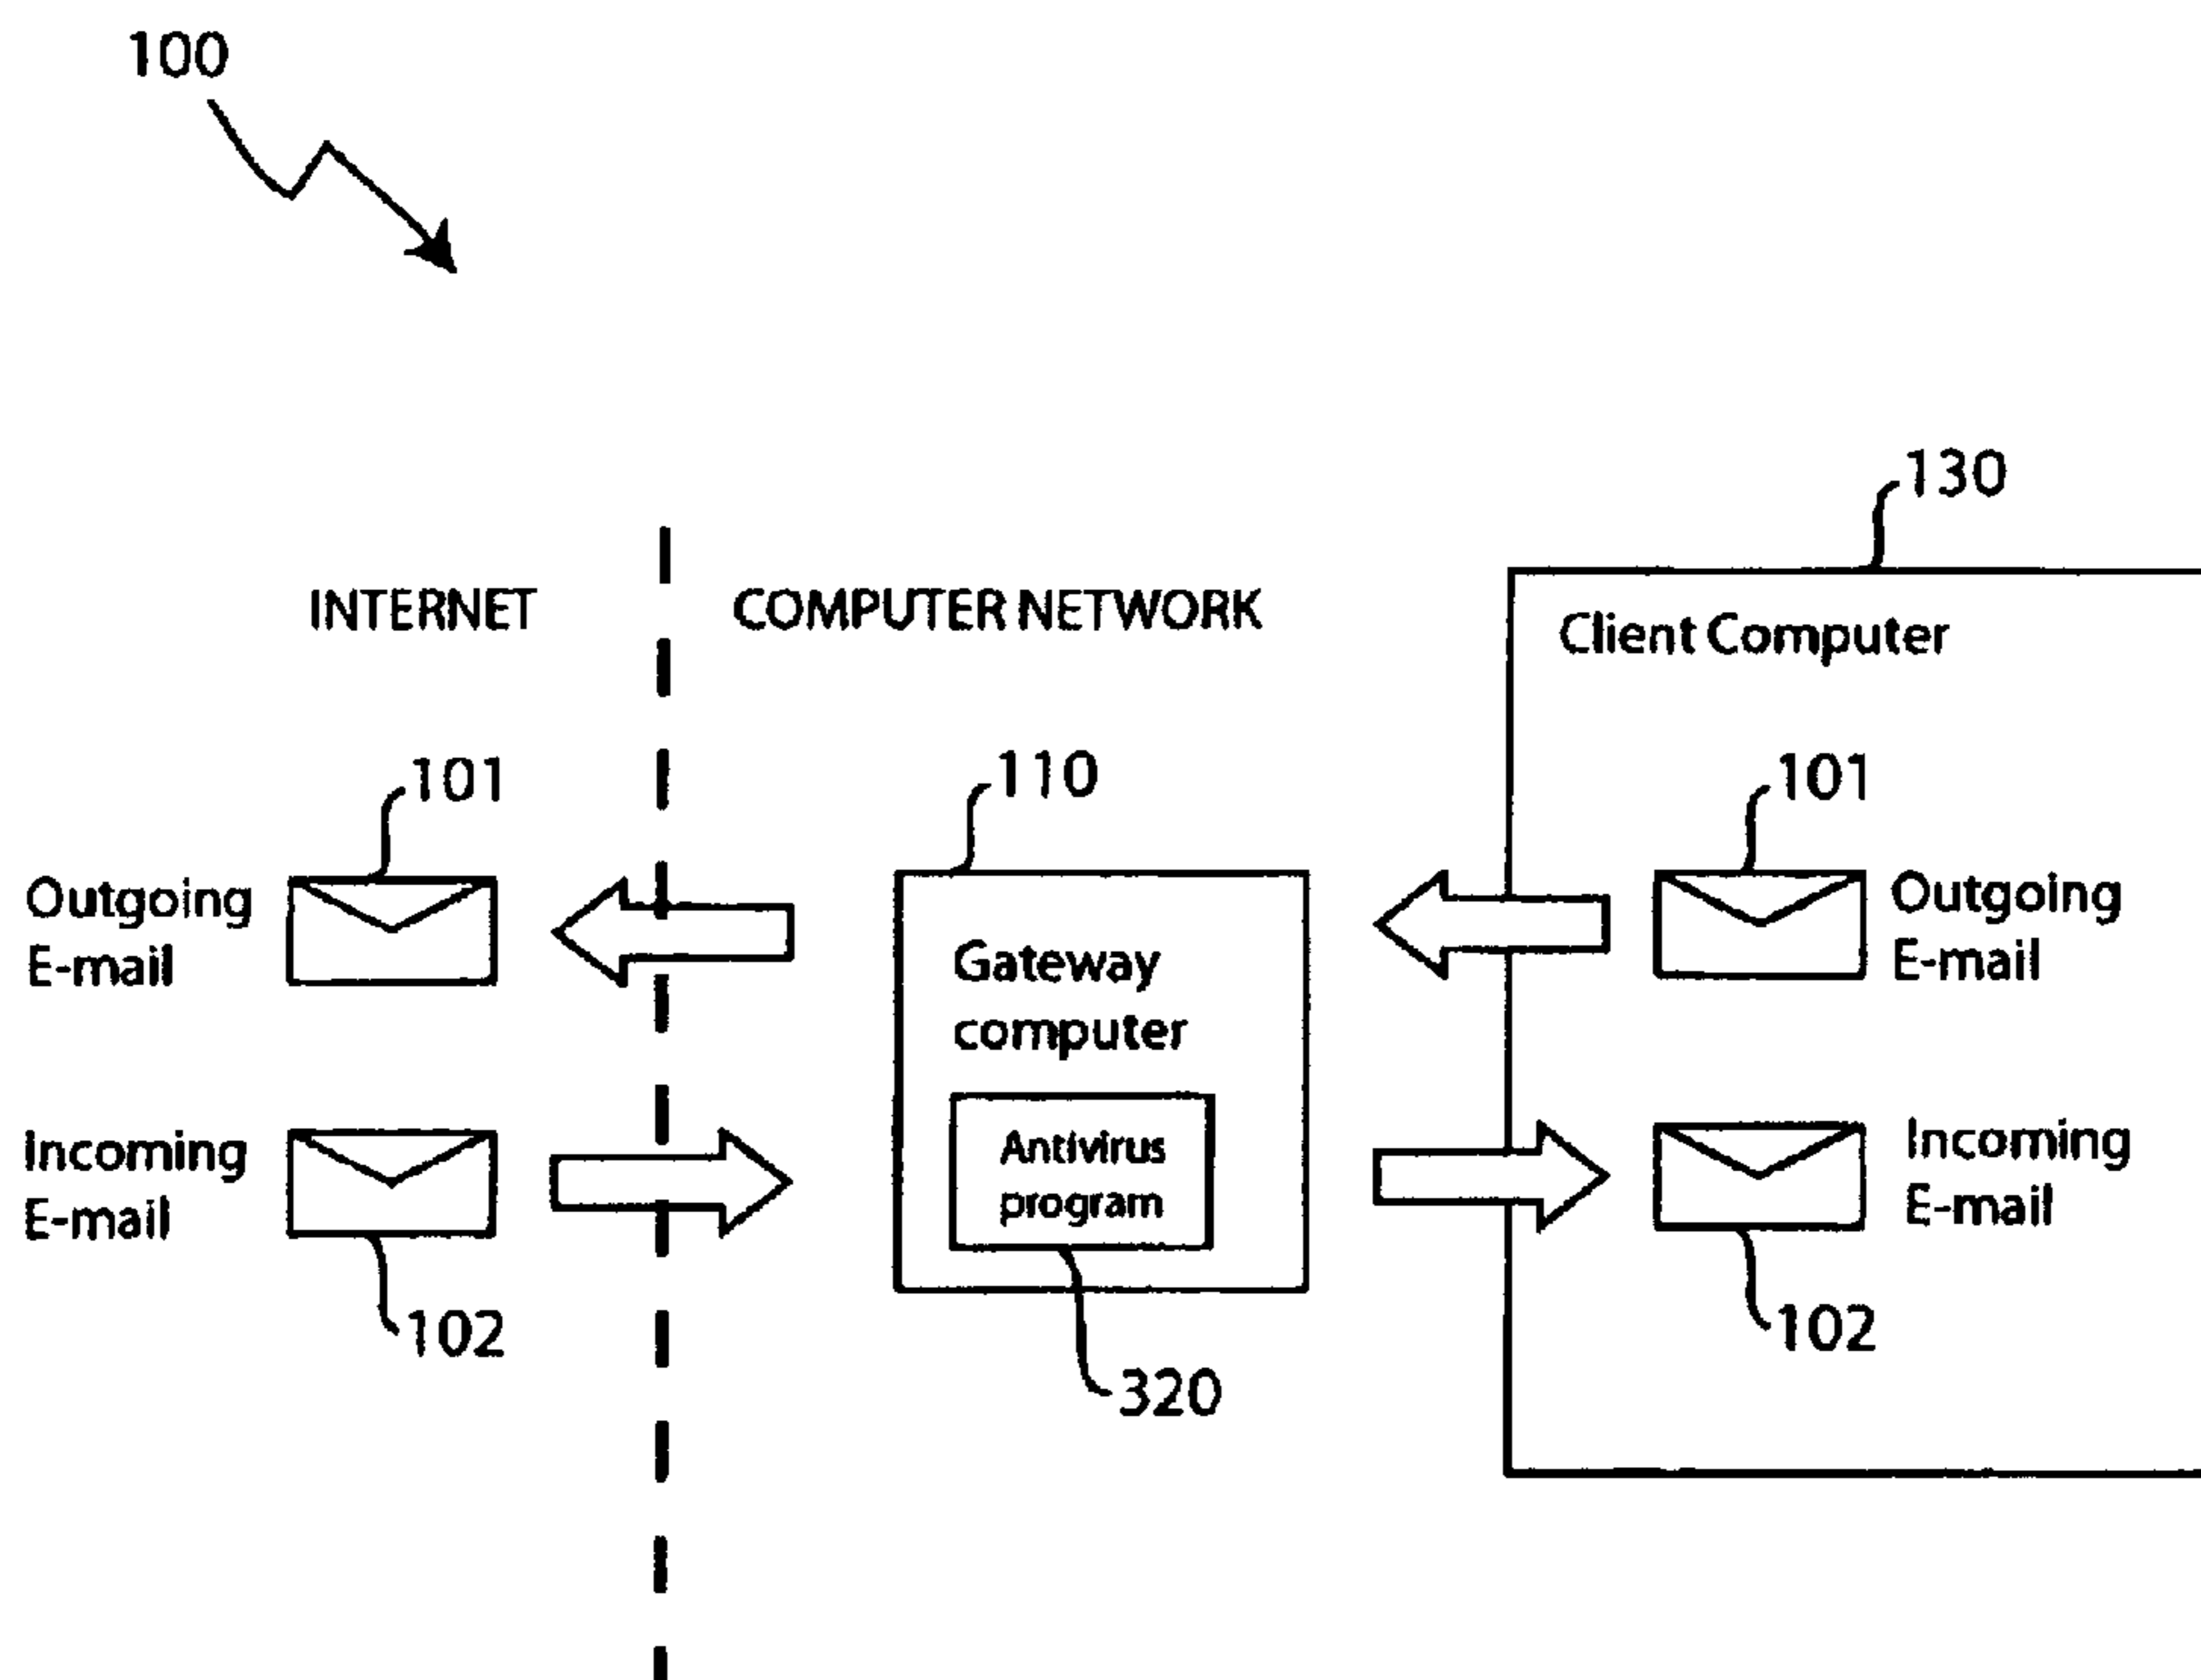 100
130
INTERNET
COMPUTER NETWORK
Client Computer
101
110
101
Outgoing
E-mail
Gateway
computer
Outgoing
E-mail
Incoming
E-mail
Antivirus
program
Incoming
E-mail
102
320
102